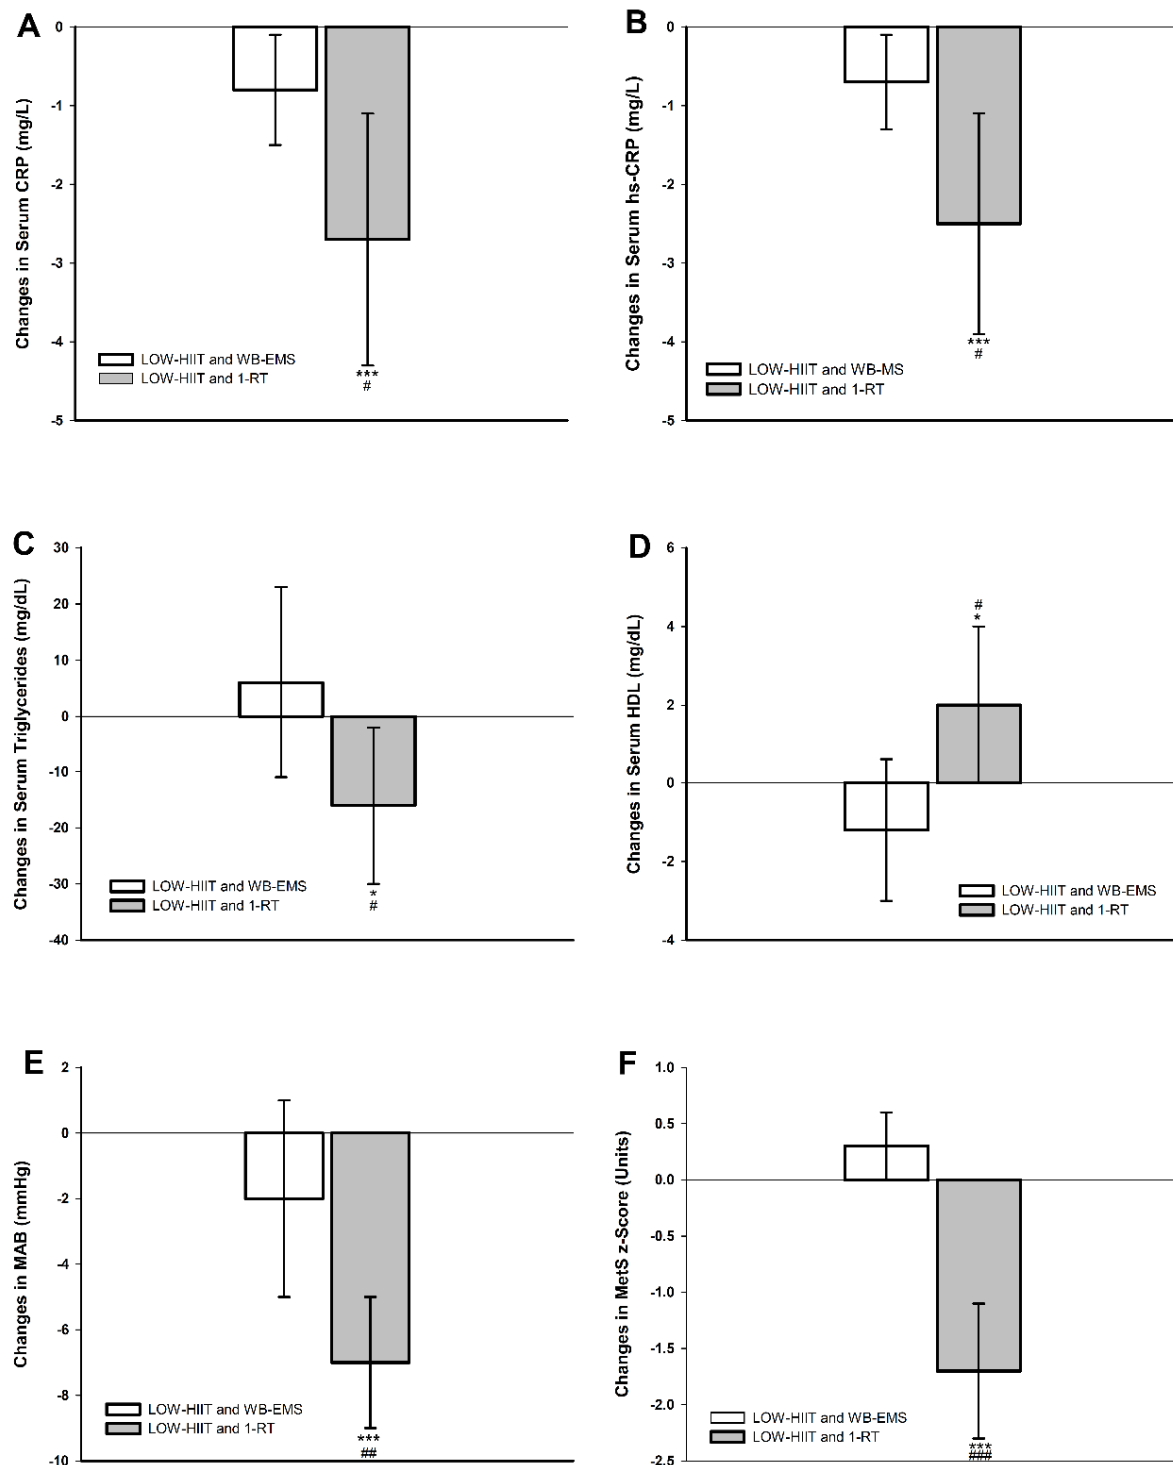 A
Changes in Serum CRP (mg/L)
0
-1
-2
-3
-4
-5
LOW-HIIT and WB-EMS
LOW-HIIT and 1-RT
***
#
B
Changes in Serum hs-CRP (mg/L)
0
-1
-2
-3
-4
-5
LOW-HIIT and WB-MS
LOW-HIIT and 1-RT
***
#
C
Changes in Serum Triglycerides (mg/dL)
30
20
10
0
-10
-20
-30
-40
LOW-HIIT and WB-EMS
LOW-HIIT and 1-RT
*
#
D
Changes in Serum HDL (mg/dL)
6
4
2
0
-2
-4
#
*
LOW-HIIT and WB-EMS
LOW-HIIT and 1-RT
E
Changes in MAB (mmHg)
2
0
-2
-4
-6
-8
-10
LOW-HIIT and WB-EMS
LOW-HIIT and 1-RT
***
##
F
Changes in MetS z-Score (Units)
1.0
0.5
0.0
-0.5
-1.0
-1.5
-2.0
-2.5
LOW-HIIT and WB-EMS
LOW-HIIT and 1-RT
***
###